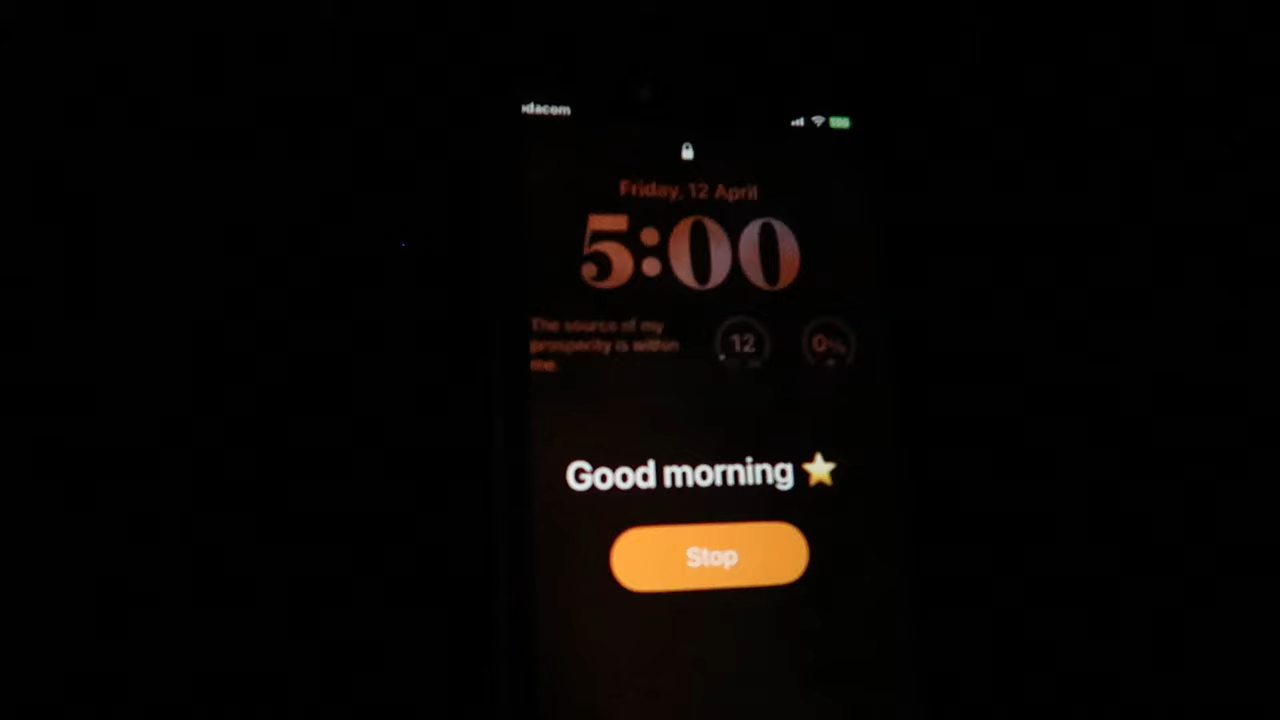 dacom
100
Friday, 12 April
5:00
The source of my
prosperity is within
me.
12
0%
Good morning
Stop